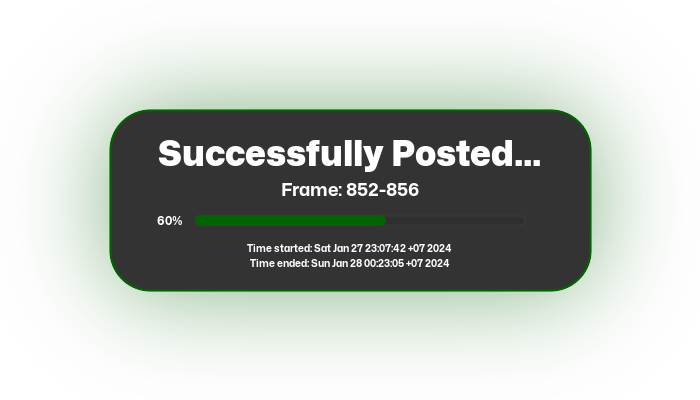 Successfully Posted...
Frame: 852-856
60%
Time started: Sat Jan 27 23:07:42 +07 2024
Time ended: Sun Jan 28 00:23:05 +07 2024